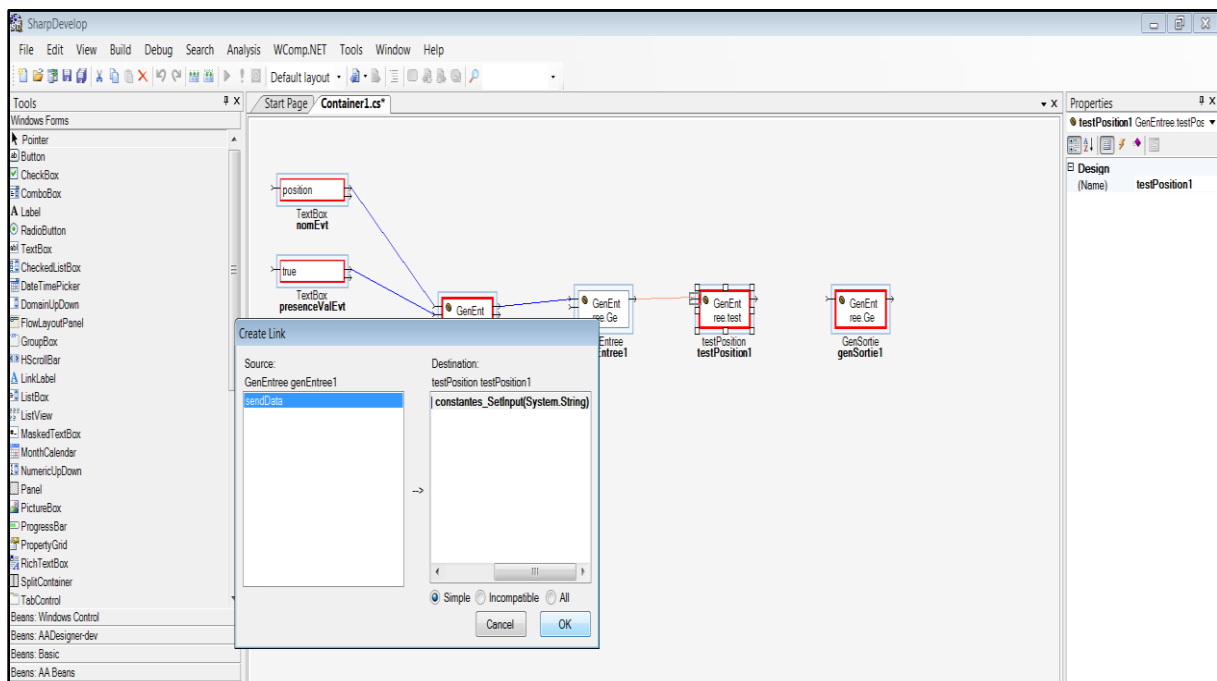 SharpDevelop
File Edit View Build Debug Search Analysis WComp.NET Tools Window Help
Default layout
Tools
Windows Forms
Pointer
Button
CheckBox
ComboBox
A Label
RadioButton
TextBox
CheckedListBox
DateTimePicker
DomainUpDown
FlowLayoutPanel
GroupBox
HScrollBar
A LinkLabel
ListBox
ListView
MaskedTextBox
MonthCalendar
NumericUpDown
Panel
PictureBox
ProgressBar
PropertyGrid
RichTextBox
SplitContainer
TabControl
Beans: Windows Control
Beans: AADesigner-dev
Beans: Basic
Beans: AA Beans
Start Page Container1.cs*
position
TextBox
nomEvt
true
TextBox
presenceValEvt
GenEnt
GenEnt
ree.Ge
Entree
Entree1
GenEnt
ree.test
testPosition
testPosition1
GenEnt
ree.Ge
GenSortie
genSortie1
Create Link
Source:
GenEntree genEntree1
sendData
-->
Destination:
testPosition testPosition1
| constantes_SetInput(System.String)
Simple Incompatible All
Cancel OK
Properties
testPosition1 GenEntree.testPos
Design
(Name) testPosition1